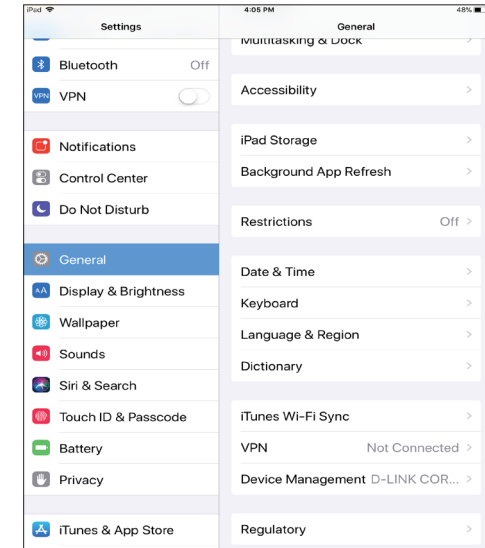 iPad 4:05 PM 48%
Settings
General
Multitasking & Dock
Bluetooth Off
VPN VPN
Notifications
Control Center
Do Not Disturb
General
AA Display & Brightness
Wallpaper
Sounds
Siri & Search
Touch ID & Passcode
Battery
Privacy
iTunes & App Store
Accessibility
iPad Storage
Background App Refresh
Restrictions Off
Date & Time
Keyboard
Language & Region
Dictionary
iTunes Wi-Fi Sync
VPN Not Connected
Device Management D-LINK COR...
Regulatory